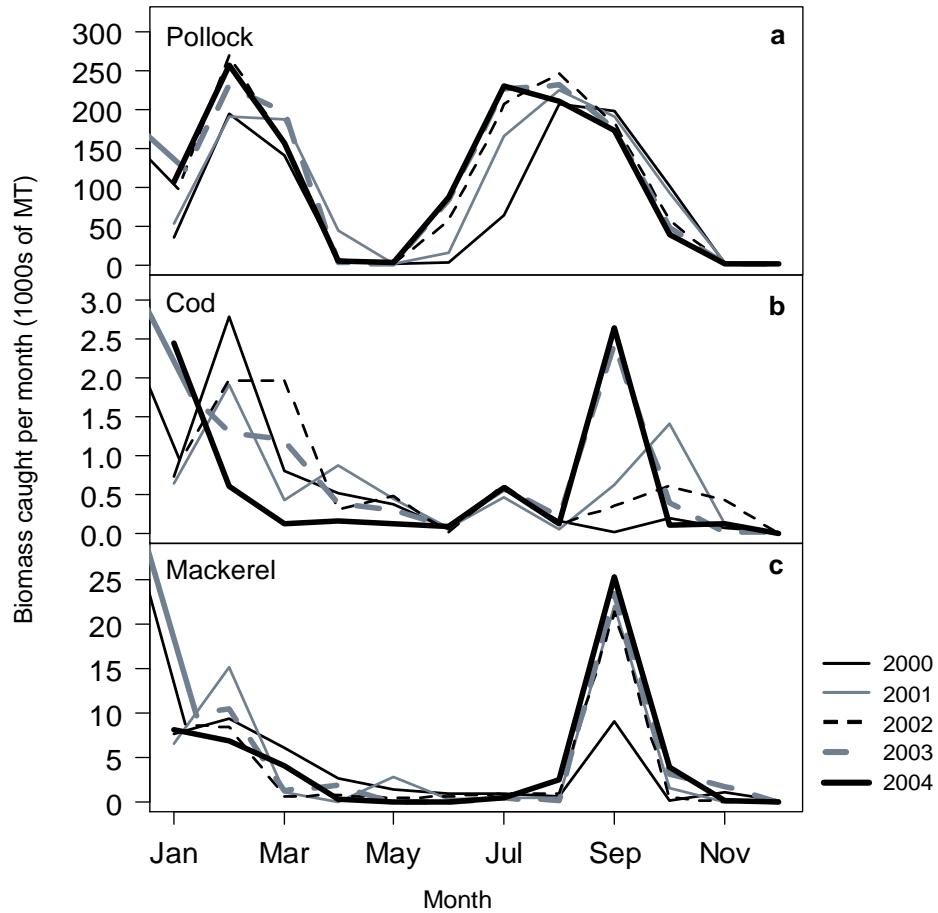 Biomass caught per month (1000s of MT)
Pollock
a
300
250
200
150
100
50
0
Cod
b
3.0
2.5
2.0
1.5
1.0
0.5
0.0
Mackerel
c
25
20
15
10
5
0
Jan Mar May Jul Sep Nov
Month
2000
2001
2002
2003
2004